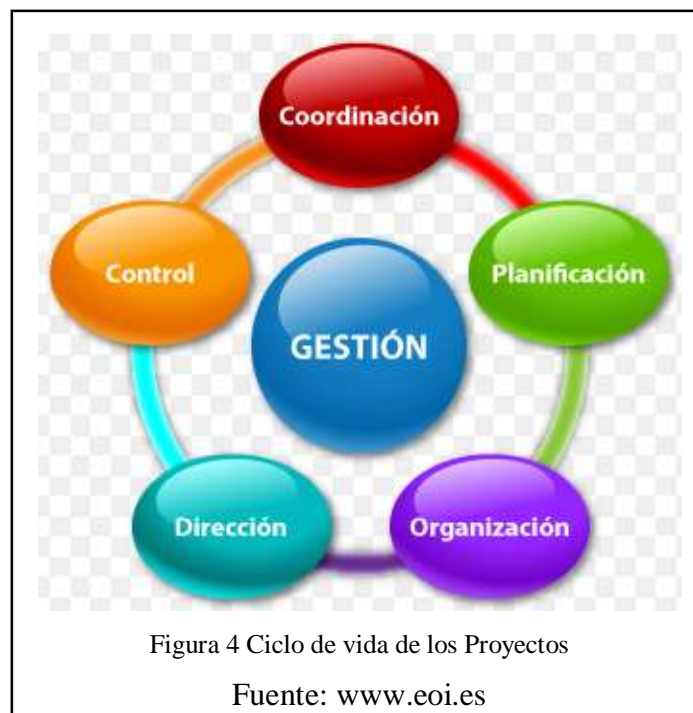 Coordinación
Control
Planificación
GESTIÓN
Dirección
Organización
Figura 4 Ciclo de vida de los Proyectos
Fuente: www.eoi.es